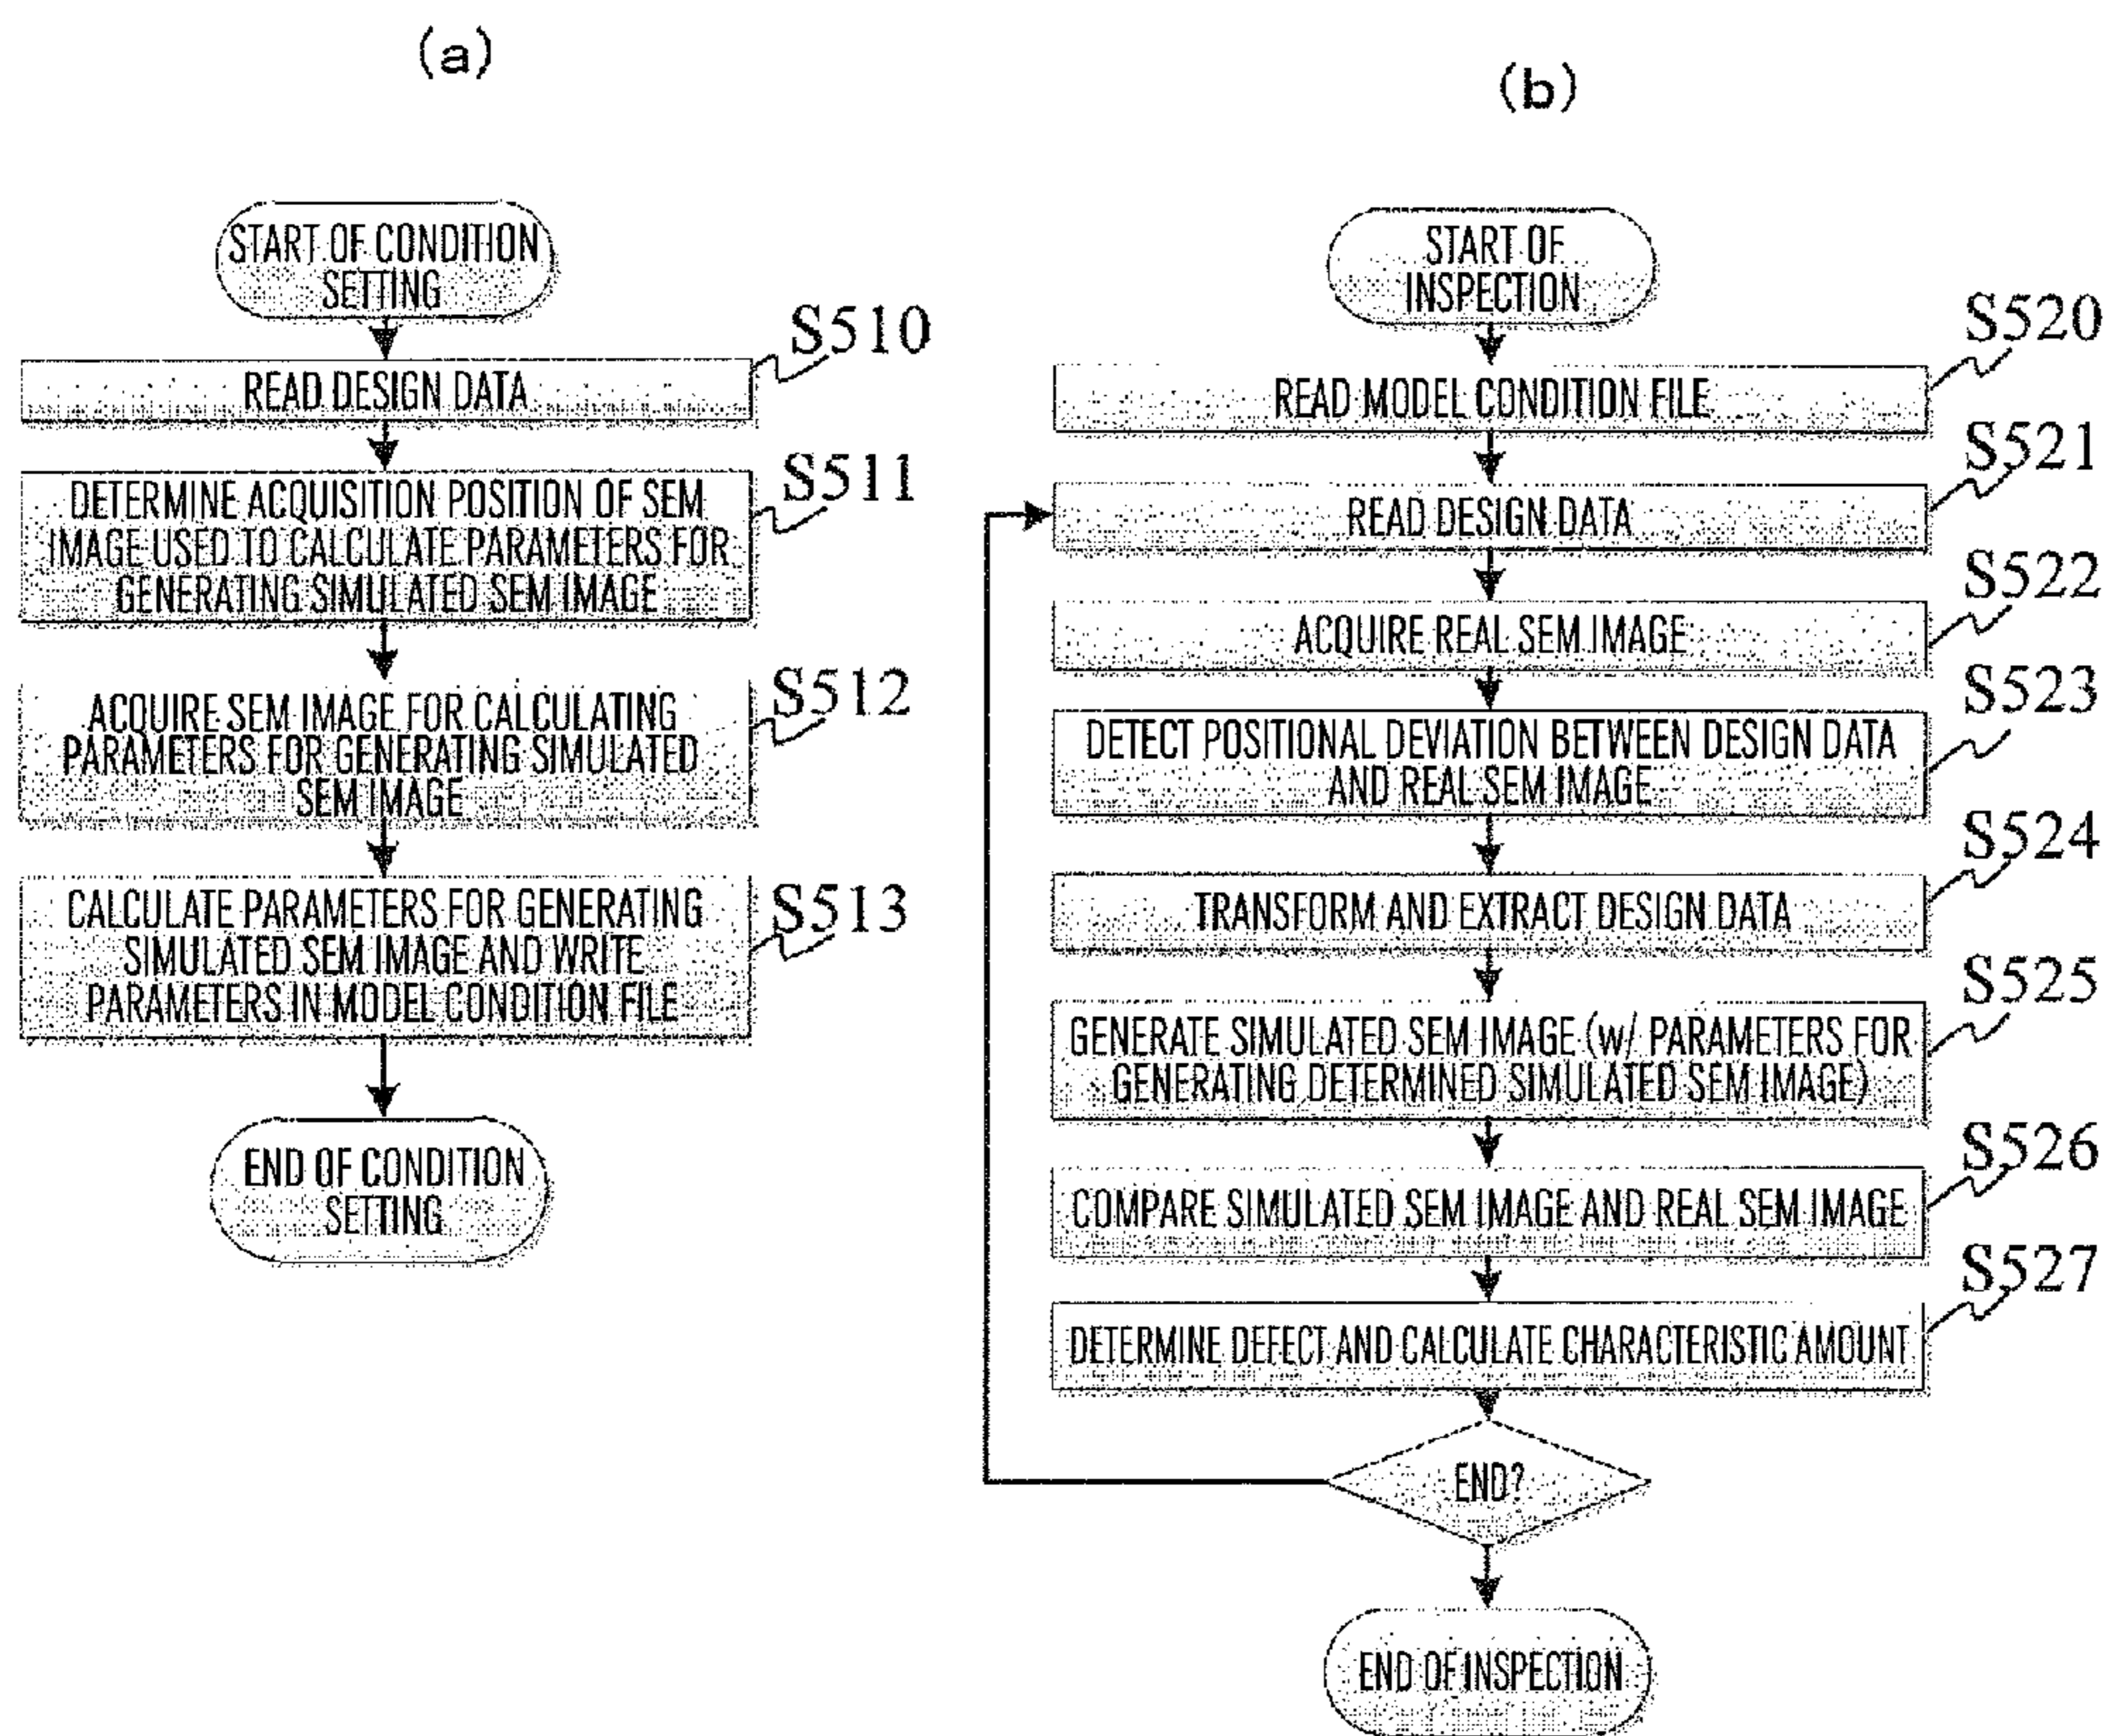 (a)
START OF CONDITION
SETTING
S510
READ DESIGN DATA
S511
DETERMINE ACQUISITION POSITION OF SEM
IMAGE USED TO CALCULATE PARAMETERS FOR
GENERATING SIMULATED SEM IMAGE
S512
ACQUIRE SEM IMAGE FOR CALCULATING
PARAMETERS FOR GENERATING SIMULATED
SEM IMAGE
S513
CALCULATE PARAMETERS FOR GENERATING
SIMULATED SEM IMAGE AND WRITE
PARAMETERS IN MODEL CONDITION FILE
END OF CONDITION
SETTING
(b)
START OF
INSPECTION
S520
READ MODEL CONDITION FILE
S521
READ DESIGN DATA
S522
ACQUIRE REAL SEM IMAGE
S523
DETECT POSITIONAL DEVIATION BETWEEN DESIGN DATA
AND REAL SEM IMAGE
S524
TRANSFORM AND EXTRACT DESIGN DATA
S525
GENERATE SIMULATED SEM IMAGE (w/ PARAMETERS FOR
GENERATING DETERMINED SIMULATED SEM IMAGE)
S526
COMPARE SIMULATED SEM IMAGE AND REAL SEM IMAGE
S527
DETERMINE DEFECT AND CALCULATE CHARACTERISTIC AMOUNT
END?
END OF INSPECTION